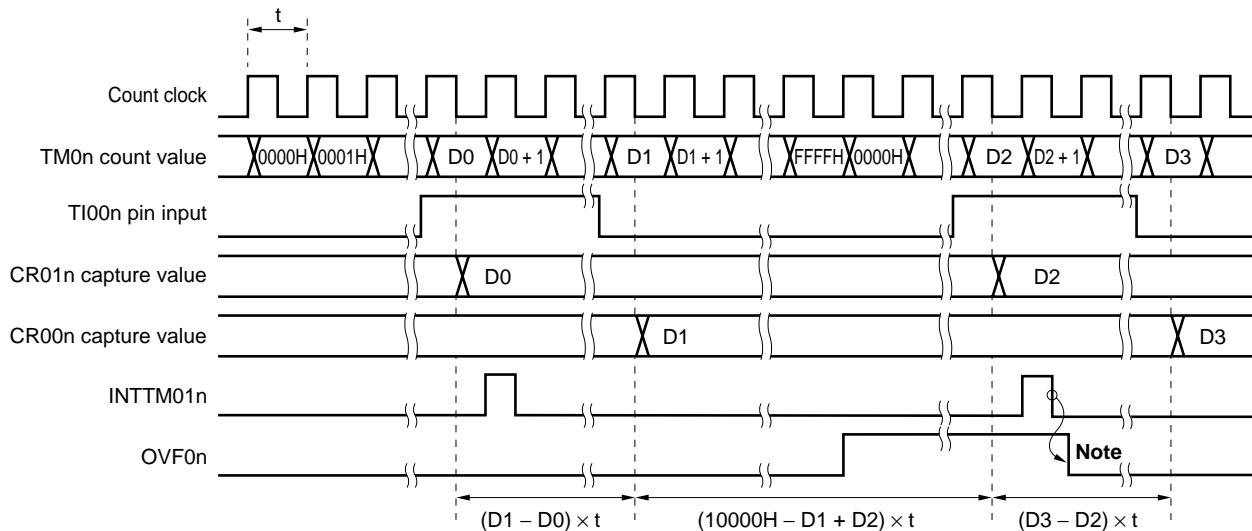 t
Count clock
TM0n count value
0000H 0001H D0 D0 + 1 D1 D1 + 1 FFFFH 0000H D2 D2 + 1 D3
TI00n pin input
CR01n capture value
D0 D2
CR00n capture value
D1 D3
INTTM01n
OVF0n
Note
(D1 − D0) × t (10000H − D1 + D2) × t (D3 − D2) × t